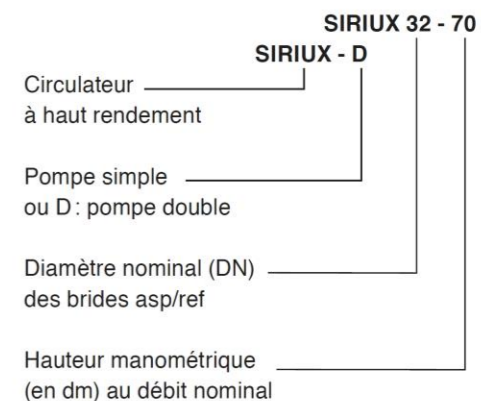 SIRIUX 32 - 70
SIRIUX - D
Circulateur
à haut rendement
Pompe simple
ou D : pompe double
Diamètre nominal (DN)
des brides asp/ref
Hauteur manométrique
(en dm) au débit nominal